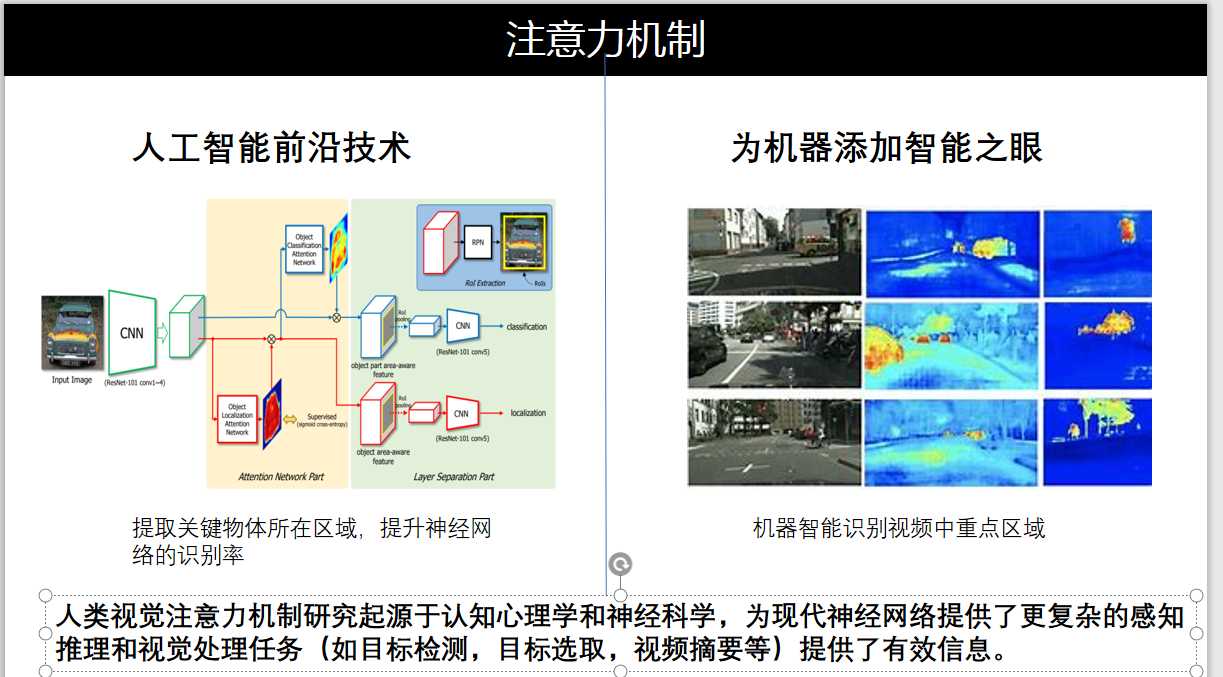 注意力机制
人工智能前沿技术
为机器添加智能之眼
Object
Classification
Attention
Network
RPN
RoI Extraction
RoIs
Input Image
CNN
(ResNet-101 conv1~4)
RoI
pooling
CNN
classification
(ResNet-101 conv5)
object part area-aware
feature
Object
Localization
Attention
Network
Supervised
(sigmoid cross-entropy)
RoI
pooling
CNN
localization
(ResNet-101 conv5)
object area-aware
feature
Attention Network Part
Layer Separation Part
提取关键物体所在区域，提升神经网
络的识别率
机器智能识别视频中重点区域
人类视觉注意力机制研究起源于认知心理学和神经科学，为现代神经网络提供了更复杂的感知
推理和视觉处理任务（如目标检测，目标选取，视频摘要等）提供了有效信息。